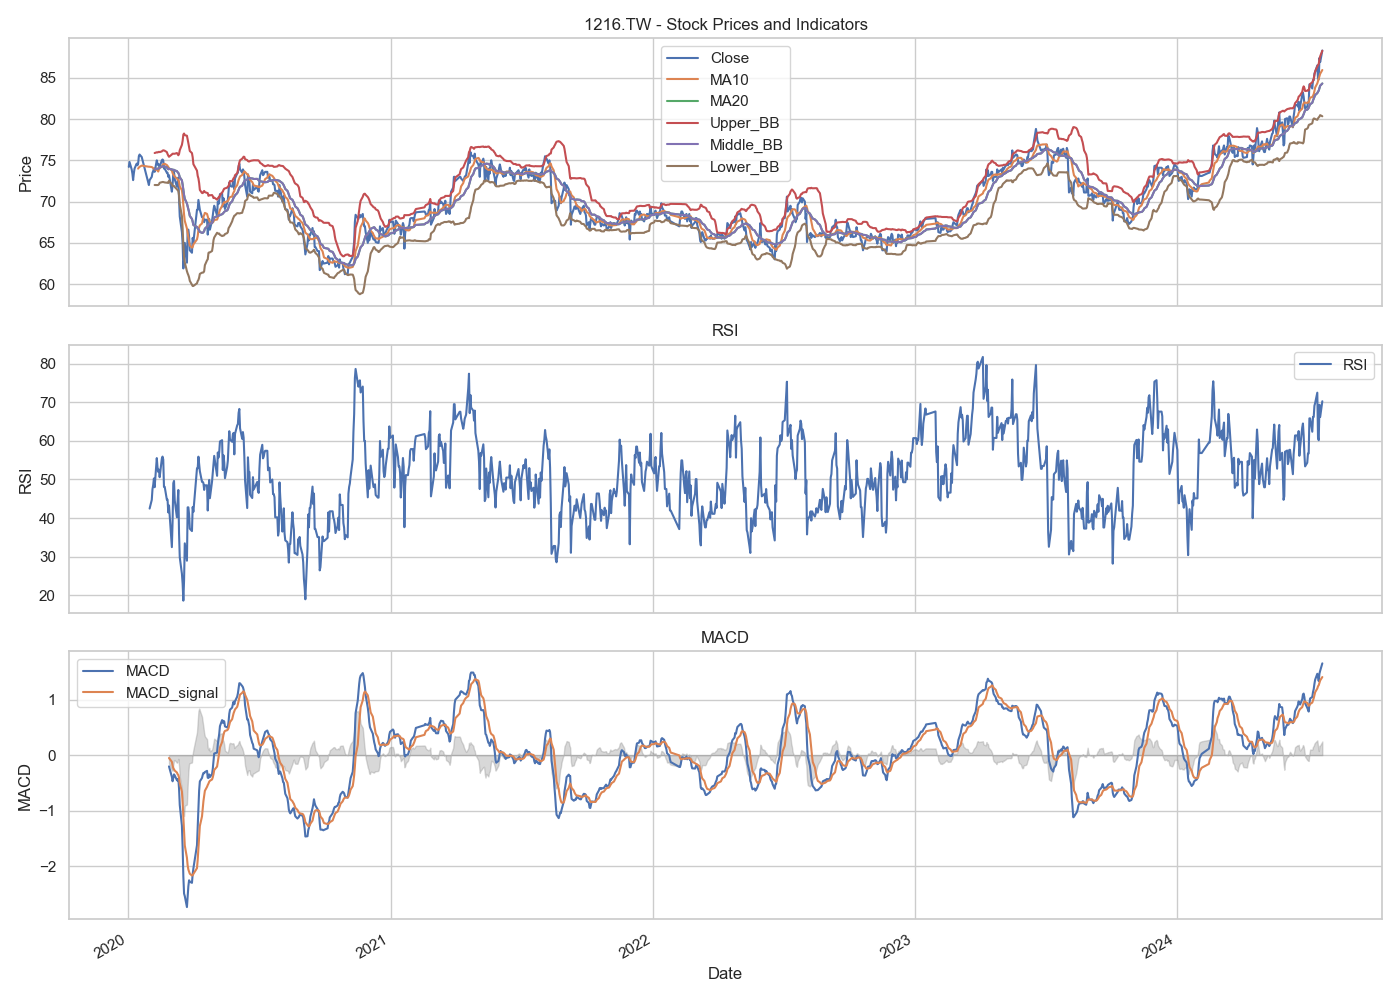 1216.TW - Stock Prices and Indicators
Close
MA10
MA20
Upper_BB
Middle_BB
Lower_BB
85
80
75
70
65
60
Price
RSI
RSI
80
70
60
50
40
30
20
RSI
MACD
MACD
MACD_signal
1
0
−1
−2
MACD
2020
2021
2022
2023
2024
Date